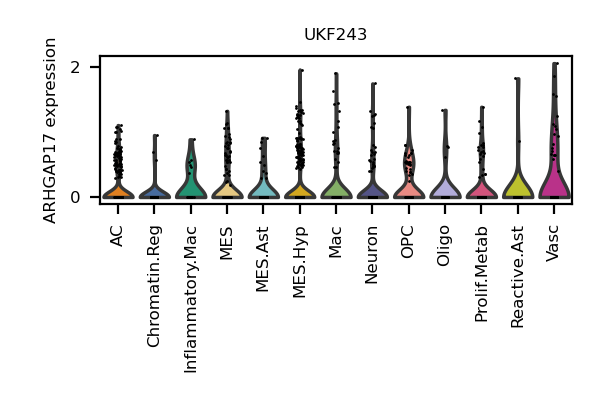 UKF243
ARHGAP17 expression
2
0
AC
Chromatin.Reg
Inflammatory.Mac
MES
MES.Ast
MES.Hyp
Mac
Neuron
OPC
Oligo
Prolif.Metab
Reactive.Ast
Vasc